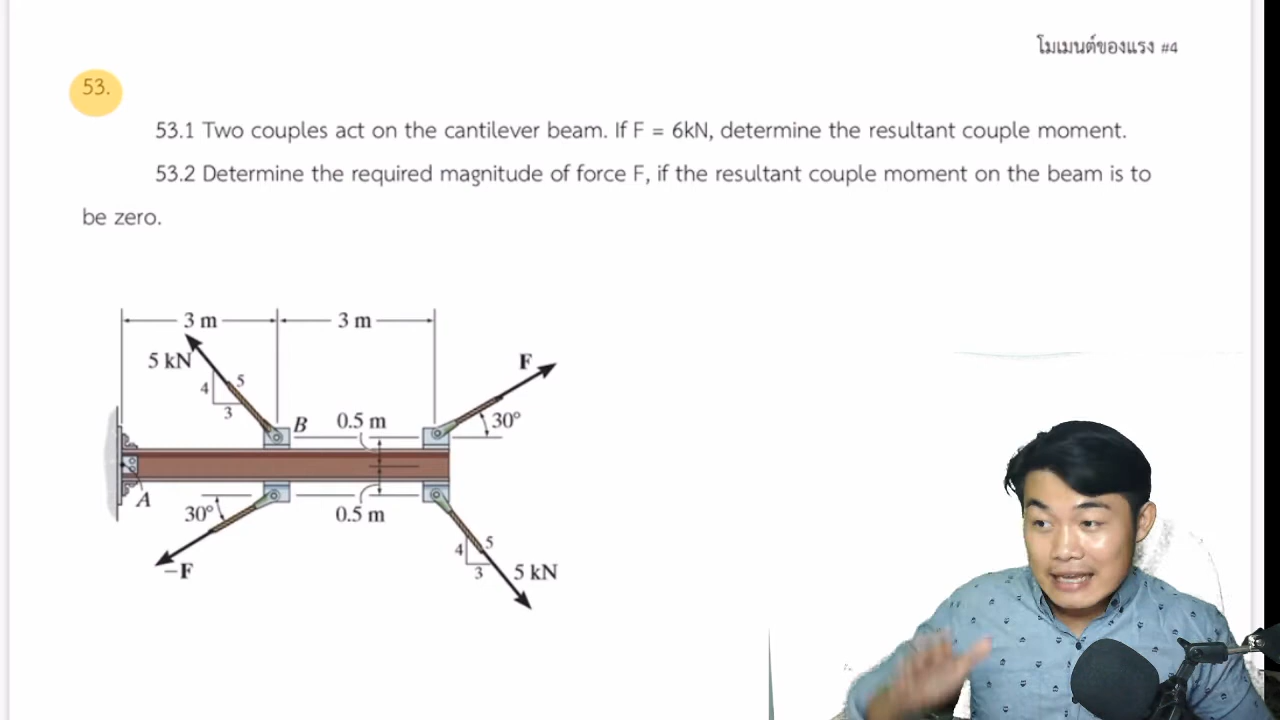 โมเมนต์ของแรง #4
53.
53.1 Two couples act on the cantilever beam. If F = 6kN, determine the resultant couple moment.
53.2 Determine the required magnitude of force F, if the resultant couple moment on the beam is to
be zero.
3 m
3 m
5 kN
4
5
3
F
B
0.5 m
30°
A
30°
0.5 m
–F
4
5
3
5 kN